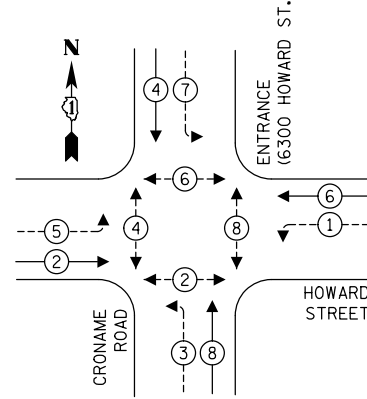 N
1
4
7
ENTRANCE
(6300 HOWARD ST.
6
6
5
4
8
1
2
2
HOWARD
STREET
CRONAME
ROAD
3
8